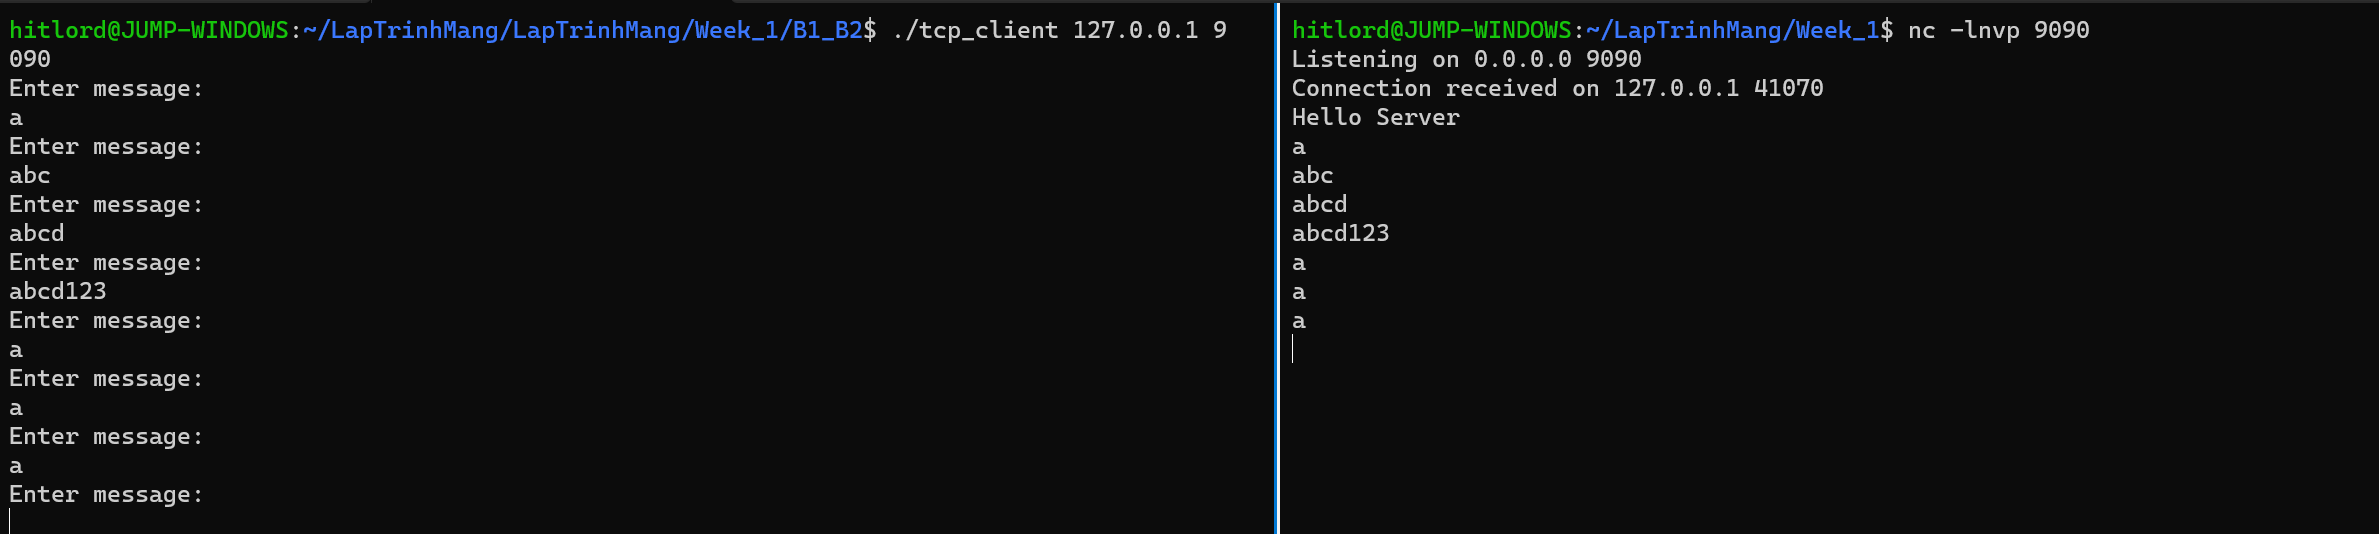 hitlord@JUMP-WINDOWS:~/LapTrinhMang/LapTrinhMang/Week_1/B1_B2$ ./tcp_client 127.0.0.1 9
090
Enter message:
a
Enter message:
abc
Enter message:
abcd
Enter message:
abcd123
Enter message:
a
Enter message:
a
Enter message:
a
Enter message:
hitlord@JUMP-WINDOWS:~/LapTrinhMang/Week_1$ nc -lnvp 9090
Listening on 0.0.0.0 9090
Connection received on 127.0.0.1 41070
Hello Server
a
abc
abcd
abcd123
a
a
a